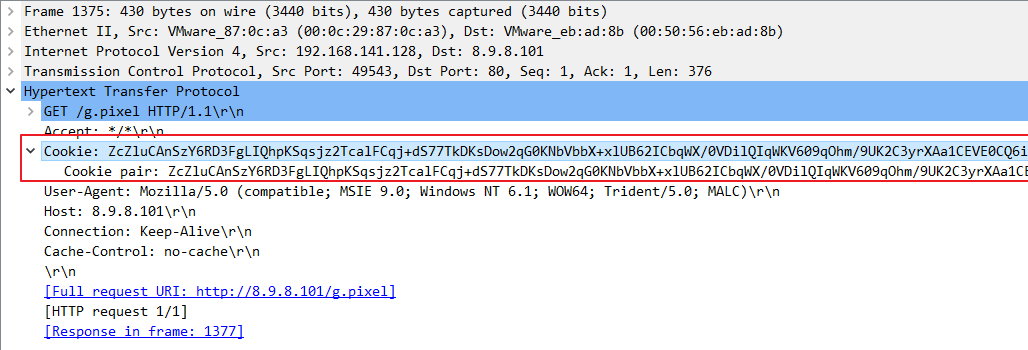 Frame 1375: 430 bytes on wire (3440 bits), 430 bytes captured (3440 bits)
Ethernet II, Src: VMware_87:0c:a3 (00:0c:29:87:0c:a3), Dst: VMware_eb:ad:8b (00:50:56:eb:ad:8b)
Internet Protocol Version 4, Src: 192.168.141.128, Dst: 8.9.8.101
Transmission Control Protocol, Src Port: 49543, Dst Port: 80, Seq: 1, Ack: 1, Len: 376
Hypertext Transfer Protocol
GET /g.pixel HTTP/1.1\r\n
Accept: */*\r\n
Cookie: ZcZluCAnSzY6RD3FgLIQhpKSqsjz2TcalFCqj+dS77TkDKsDow2qG0KNbVbbX+xlUB62ICbqWX/0VDilQIqWKV609qOhm/9UK2C3yrXAa1CEVE0CQ6i
Cookie pair: ZcZluCAnSzY6RD3FgLIQhpKSqsjz2TcalFCqj+dS77TkDKsDow2qG0KNbVbbX+xlUB62ICbqWX/0VDilQIqWKV609qOhm/9UK2C3yrXAa1CE
User-Agent: Mozilla/5.0 (compatible; MSIE 9.0; Windows NT 6.1; WOW64; Trident/5.0; MALC)\r\n
Host: 8.9.8.101\r\n
Connection: Keep-Alive\r\n
Cache-Control: no-cache\r\n
\r\n
[Full request URI: http://8.9.8.101/g.pixel]
[HTTP request 1/1]
[Response in frame: 1377]